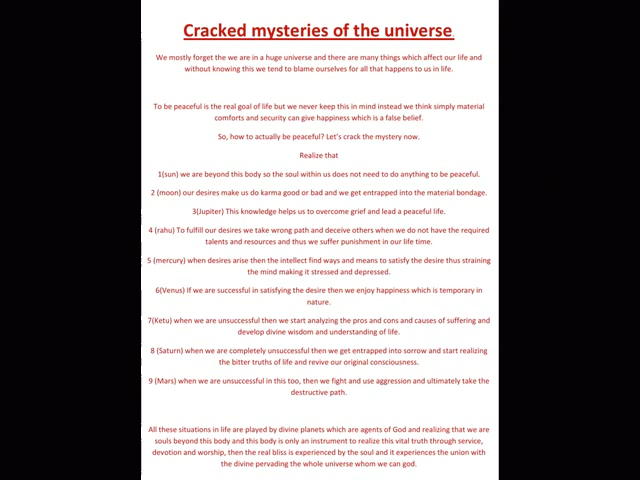 Cracked mysteries of the universe
We mostly forget the we are in a huge universe and there are many things which affect our life and
without knowing this we tend to blame ourselves for all that happens to us in life.
To be peaceful is the real goal of life but we never keep this in mind instead we think simply material
comforts and security can give happiness which is a false belief.
So, how to actually be peaceful? Let's crack the mystery now.
Realize that
1(sun) we are beyond this body so the soul within us does not need to do anything to be peaceful.
2 (moon) our desires make us do karma good or bad and we get entrapped into the material bondage.
3(Jupiter) This knowledge helps us to overcome grief and lead a peaceful life.
4 (rahu) To fulfill our desires we take wrong path and deceive others when we do not have the required
talents and resources and thus we suffer punishment in our life time.
5 (mercury) when desires arise then the intellect find ways and means to satisfy the desire thus straining
the mind making it stressed and depressed.
6(Venus) If we are successful in satisfying the desire then we enjoy happiness which is temporary in
nature.
7(Ketu) when we are unsuccessful then we start analyzing the pros and cons and causes of suffering and
develop divine wisdom and understanding of life.
8 (Saturn) when we are completely unsuccessful then we get entrapped into sorrow and start realizing
the bitter truths of life and revive our original consciousness.
9 (Mars) when we are unsuccessful in this too, then we fight and use aggression and ultimately take the
destructive path.
All these situations in life are played by divine planets which are agents of God and realizing that we are
souls beyond this body and this body is only an instrument to realize this vital truth through service,
devotion and worship, then the real bliss is experienced by the soul and it experiences the union with
the divine pervading the whole universe whom we can god.